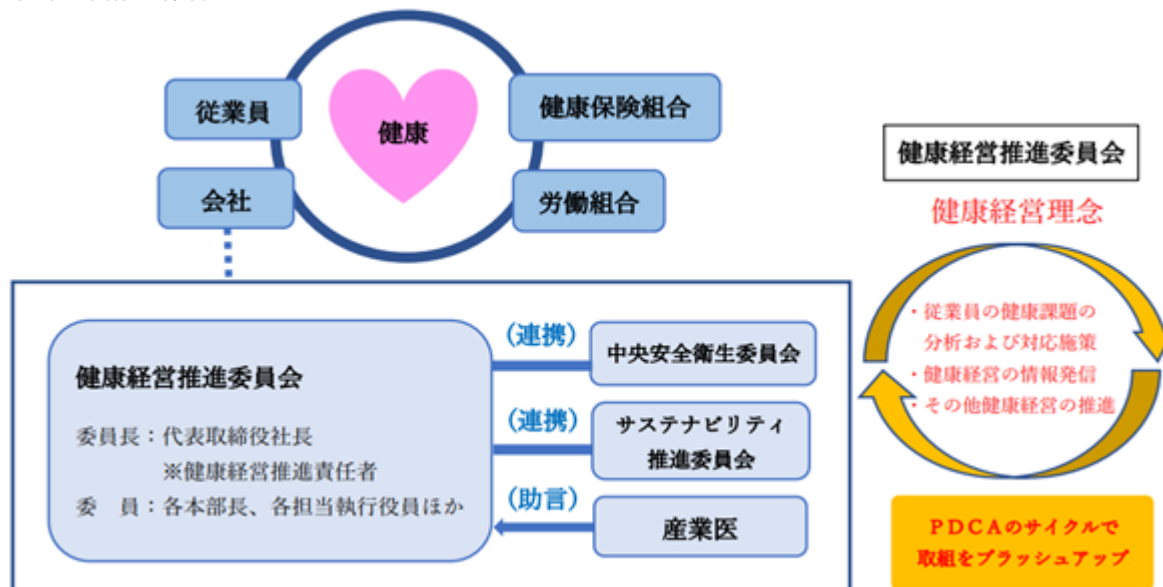 従業員
健康
健康保険組合
会社
労働組合
健康経営推進委員会
委員長：代表取締役社長
※健康経営推進責任者
委　員：各本部長、各担当執行役員ほか
(連携)
中央安全衛生委員会
(連携)
サステナビリティ
推進委員会
(助言)
産業医
健康経営推進委員会
健康経営理念
・従業員の健康課題の
分析および対応施策
・健康経営の情報発信
・その他健康経営の推進
PDCAのサイクルで
取組をブラッシュアップ